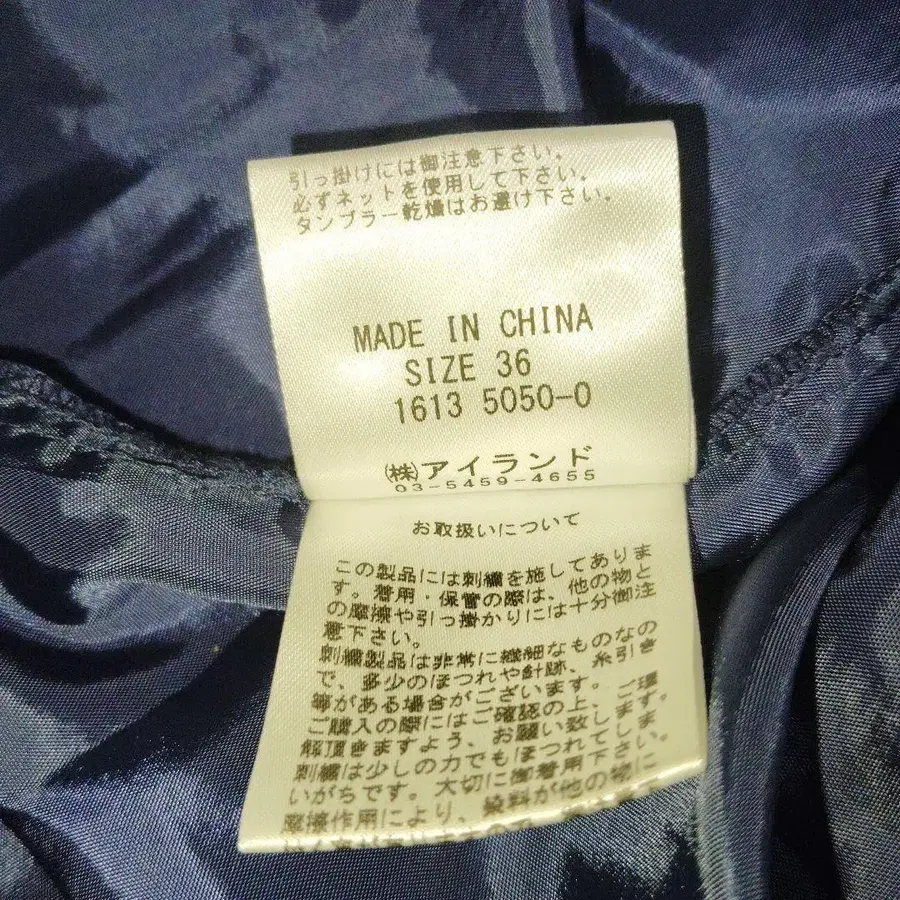 引っ掛けには御注意下さい。
必ずネットを使用して下さい。
タンブラー乾燥はお避け下さい。
MADE IN CHINA
SIZE 36
1613 5050-0
㈱アイランド
03-5459-4655
お取扱いについて
この製品には刺繍を施してありま
す。着用・保管の際は、他の物と
の摩擦や引っ掛かりには十分御注
意下さい。
刺繍製品は非常に繊細なものなの
で、多少のほつれや針跡、糸引き
等がある場合がございます。
ご購入の際にはご確認の上、ご理
解頂きますよう、お願い致します。
刺繍は少しの力でもほつれてしま
いがちです。大切に御着用下さい。
摩擦作用により、染料が他の物に